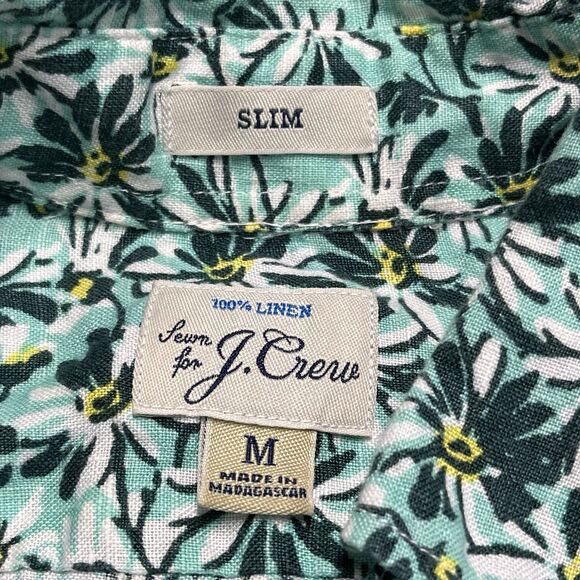 SLIM
100% LINEN
Sewn
for J.Crew
M
MADE IN
MADAGASCAR